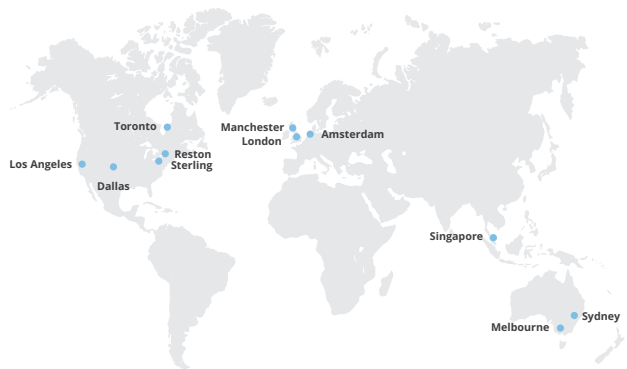 Toronto
Manchester
London
Amsterdam
Los Angeles
Reston
Sterling
Dallas
Singapore
Sydney
Melbourne